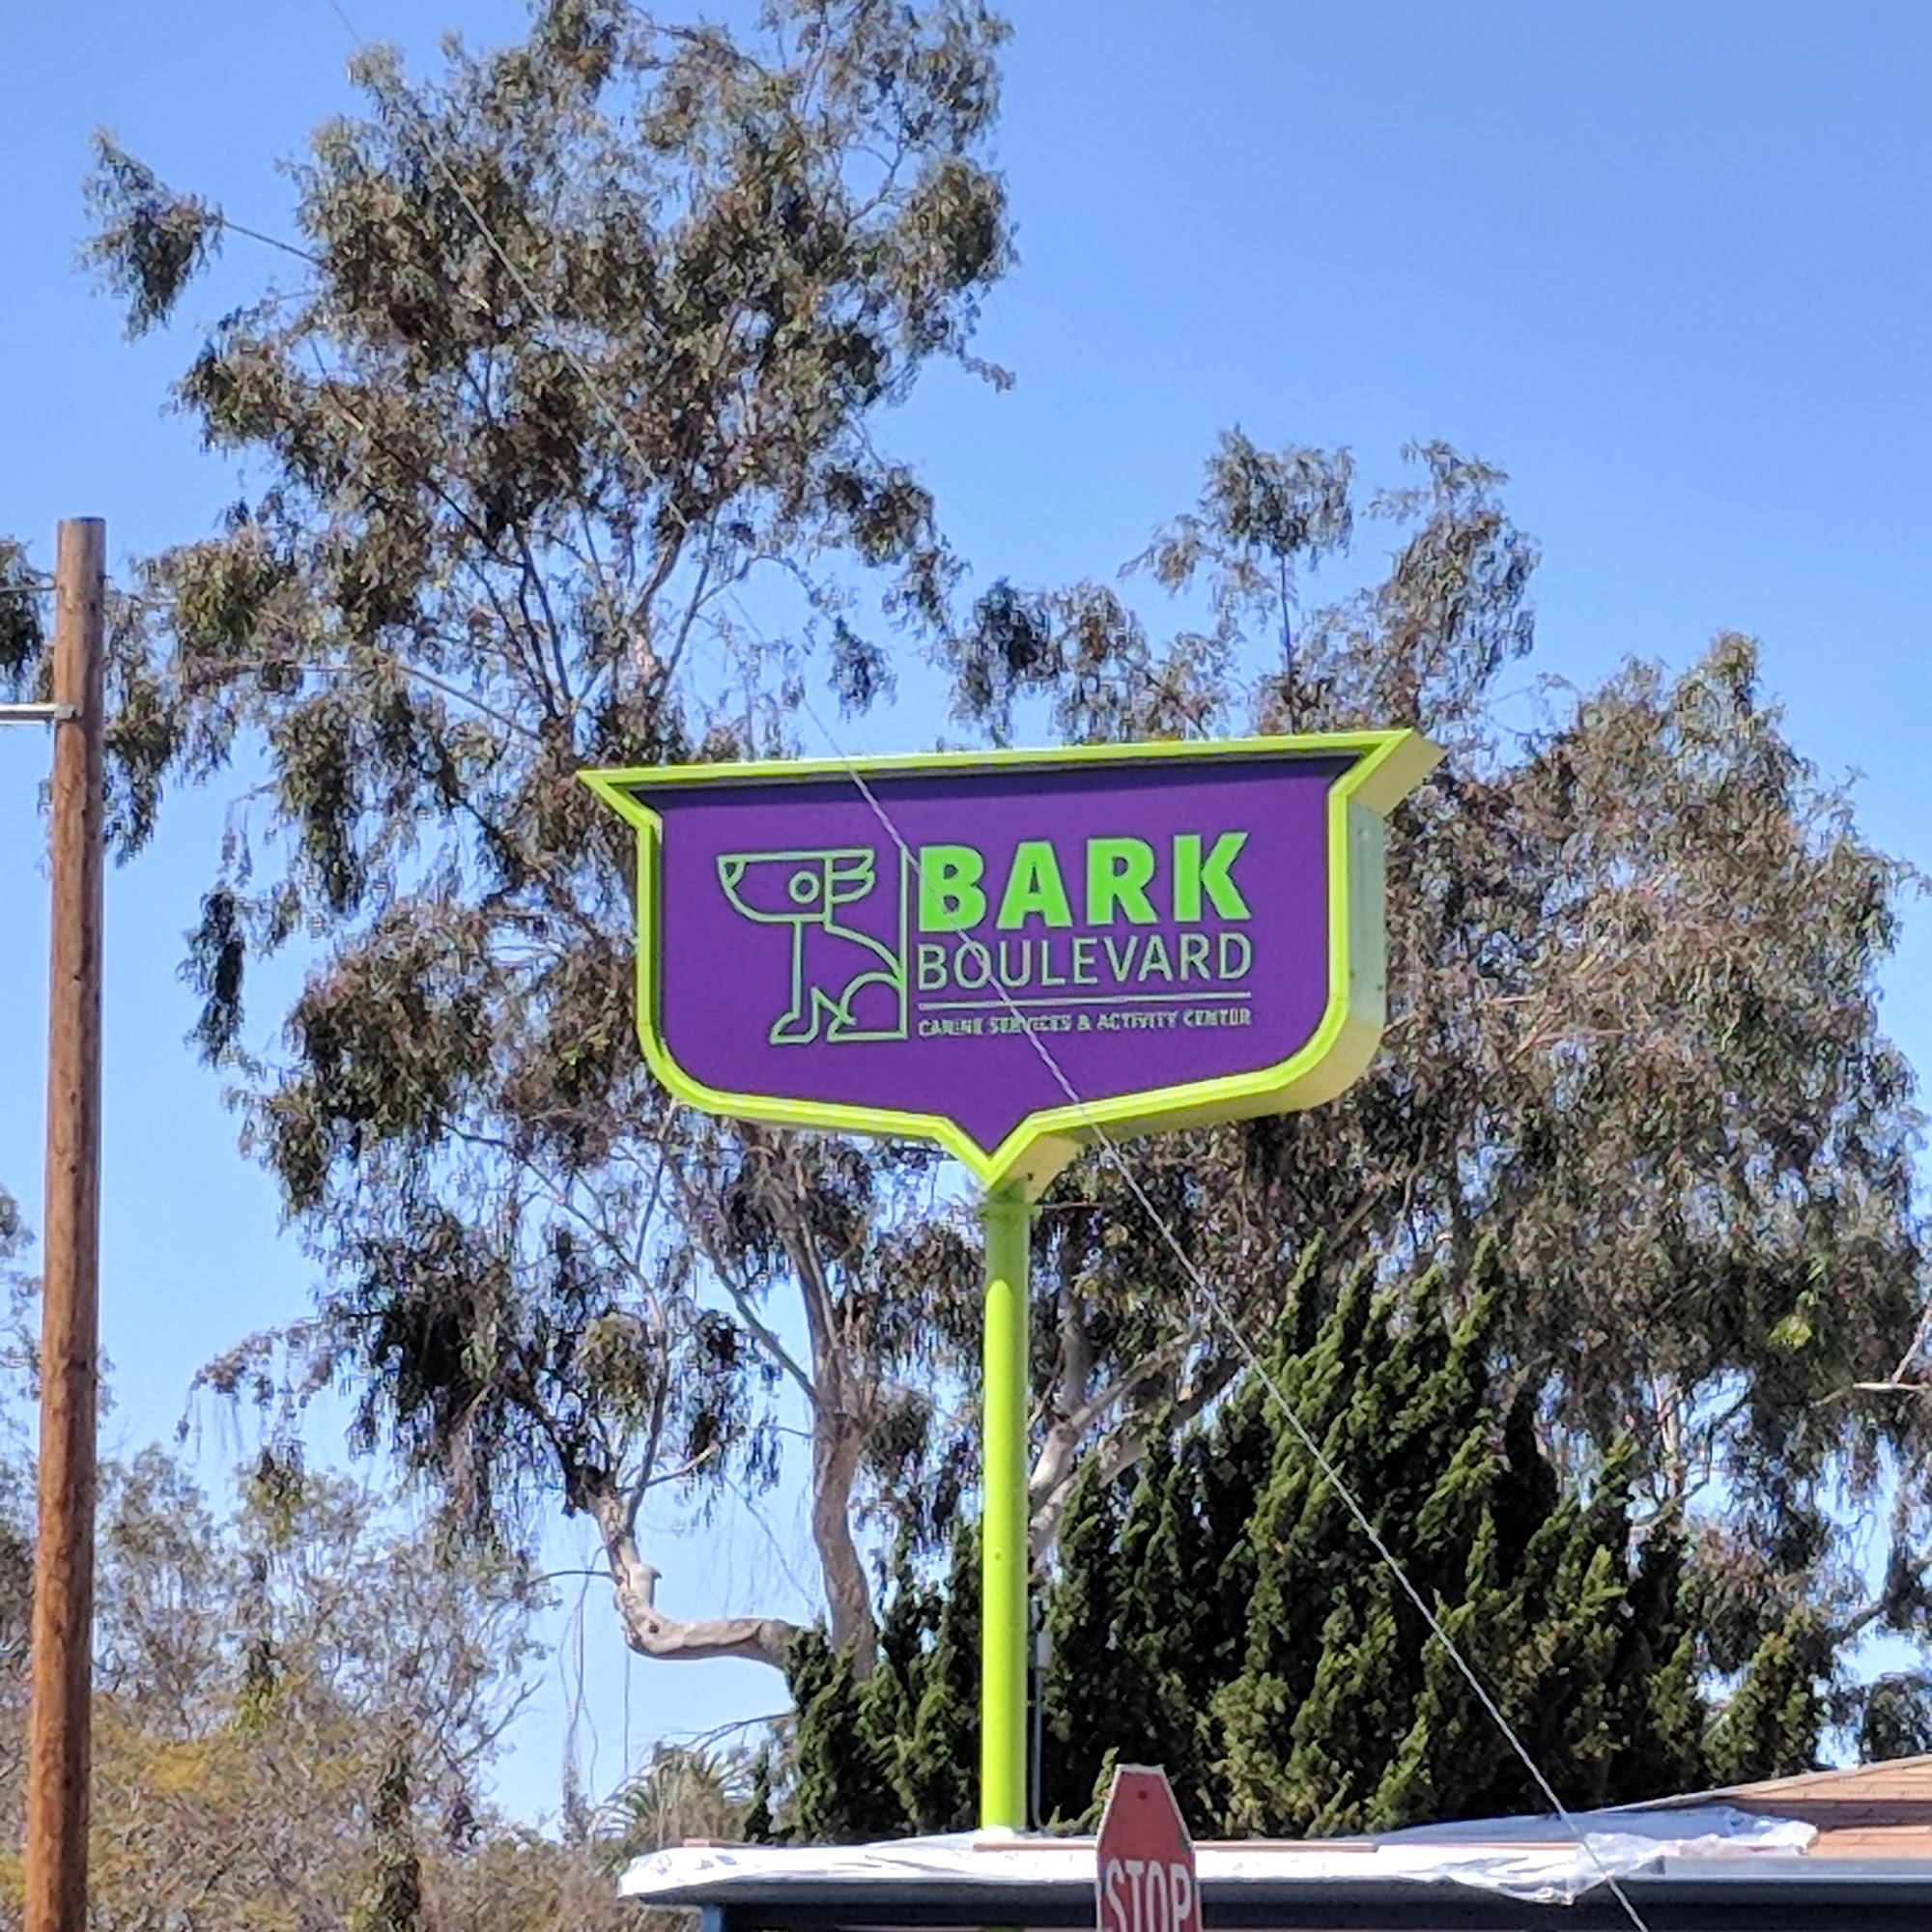 BARK
BOULEVARD
CANINE SERVICES & ACTIVITY CENTER
STOP